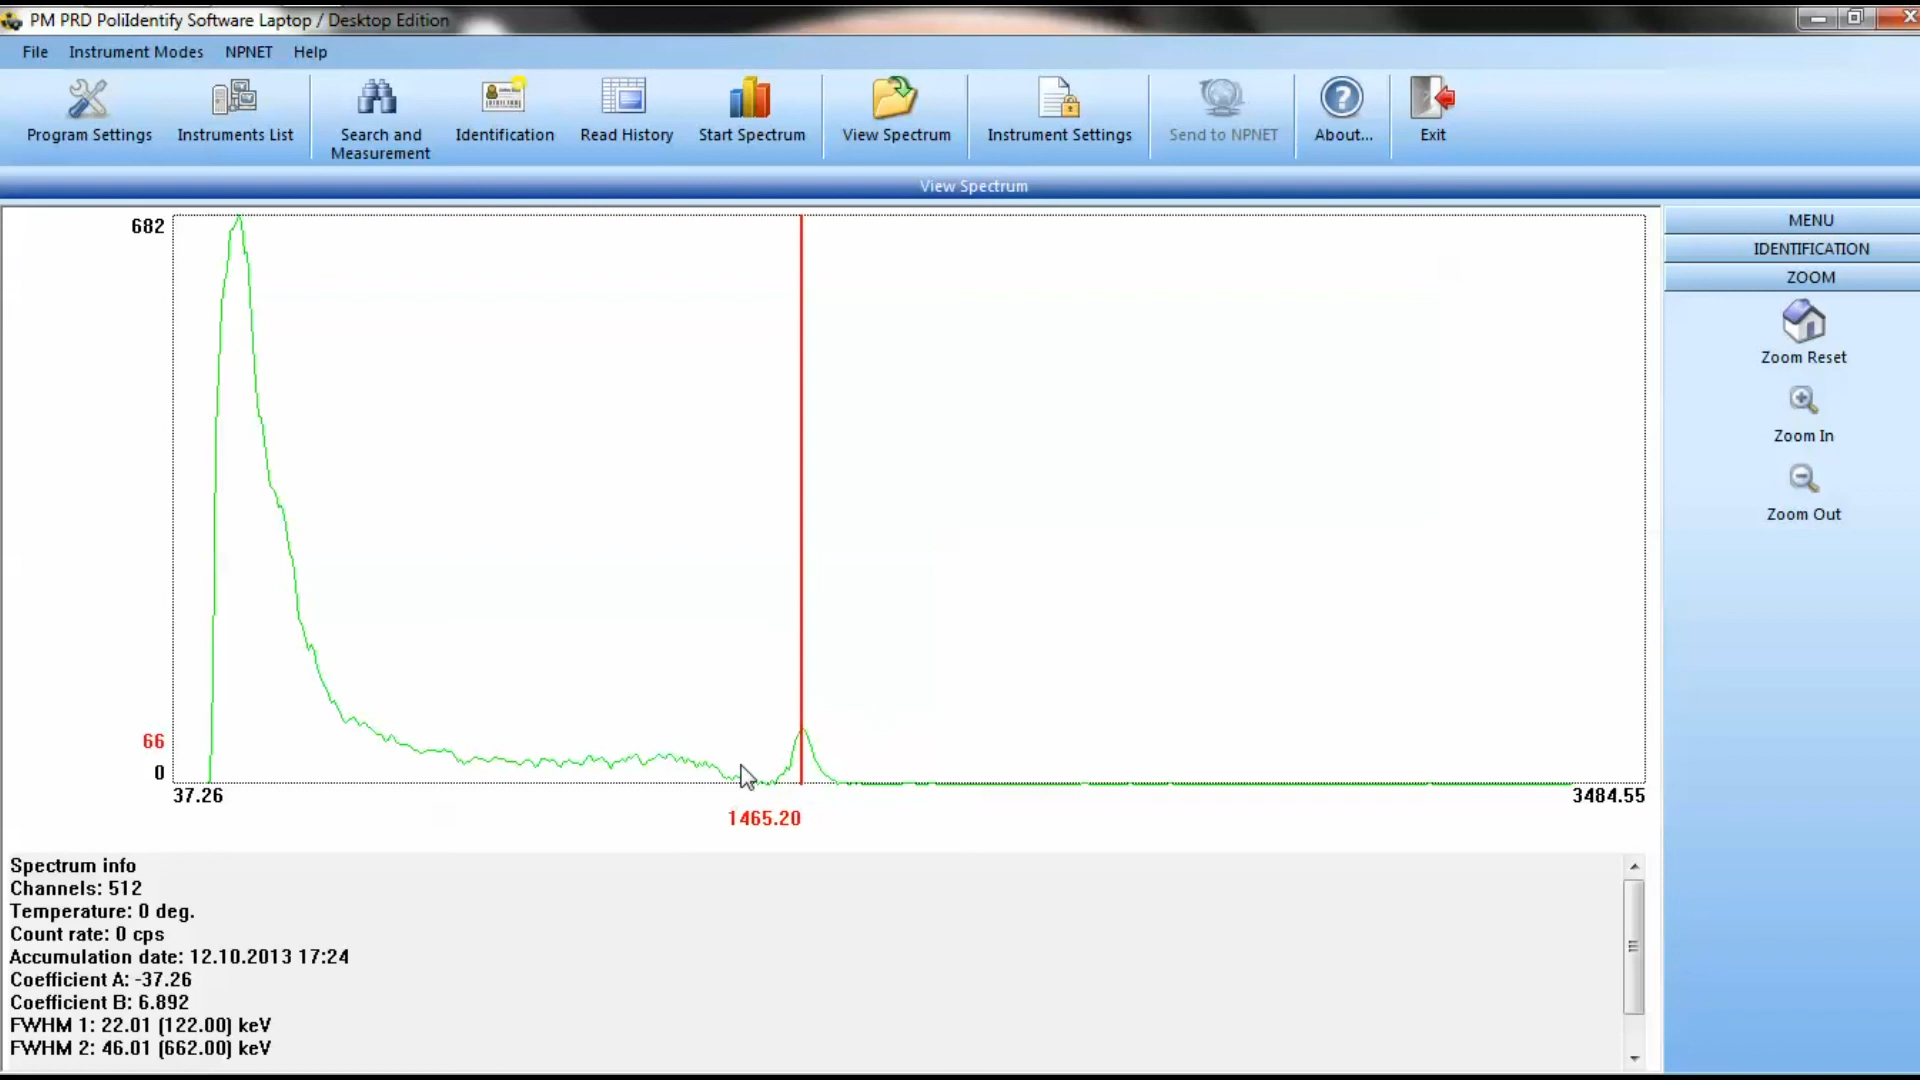 PM PRD PoliIdentify Software Laptop / Desktop Edition
File Instrument Modes NPNET Help
Program Settings Instruments List Search and Measurement Identification Read History Start Spectrum View Spectrum Instrument Settings Send to NPNET About... Exit
View Spectrum
MENU
IDENTIFICATION
ZOOM
Zoom Reset
Zoom In
Zoom Out
682
66
0
37.26
3484.55
1465.20
Spectrum info
Channels: 512
Temperature: 0 deg.
Count rate: 0 cps
Accumulation date: 12.10.2013 17:24
Coefficient A: -37.26
Coefficient B: 6.892
FWHM 1: 22.01 (122.00) keV
FWHM 2: 46.01 (662.00) keV